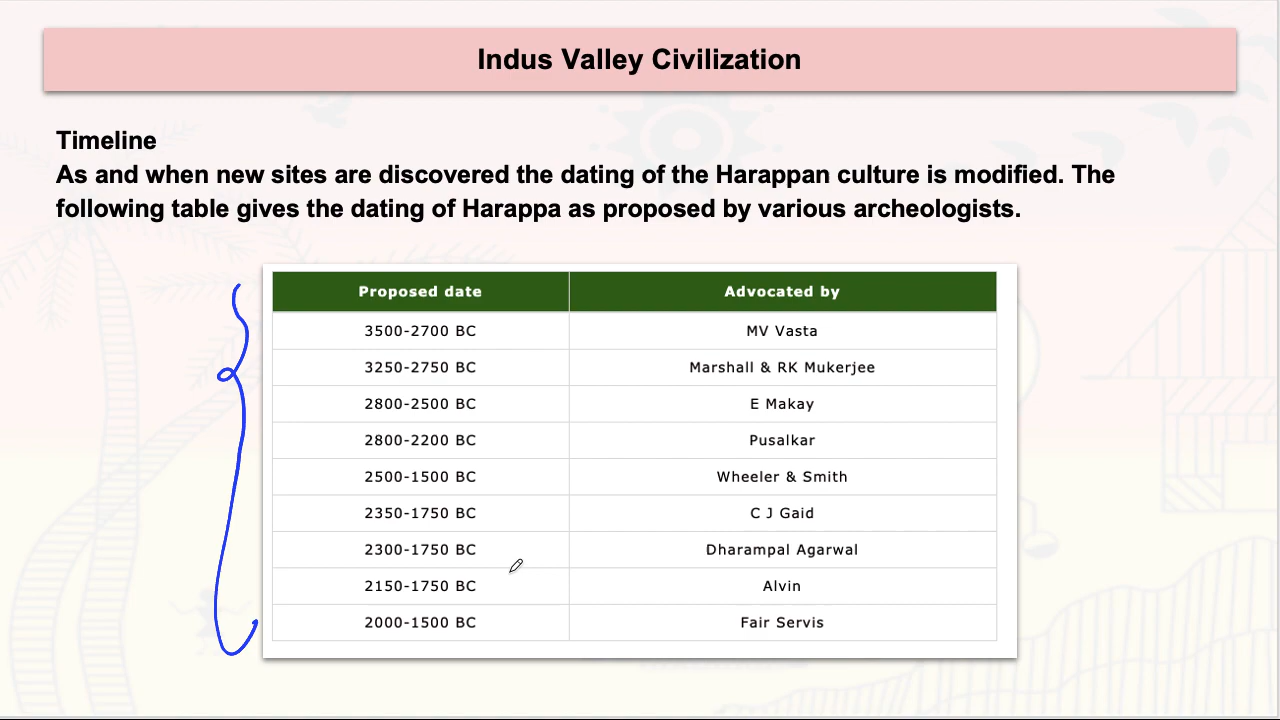 Indus Valley Civilization
Timeline
As and when new sites are discovered the dating of the Harappan culture is modified. The
following table gives the dating of Harappa as proposed by various archeologists.
Proposed date Advocated by
3500-2700 BC MV Vasta
3250-2750 BC Marshall & RK Mukerjee
2800-2500 BC E Makay
2800-2200 BC Pusalkar
2500-1500 BC Wheeler & Smith
2350-1750 BC C J Gaid
2300-1750 BC Dharampal Agarwal
2150-1750 BC Alvin
2000-1500 BC Fair Servis